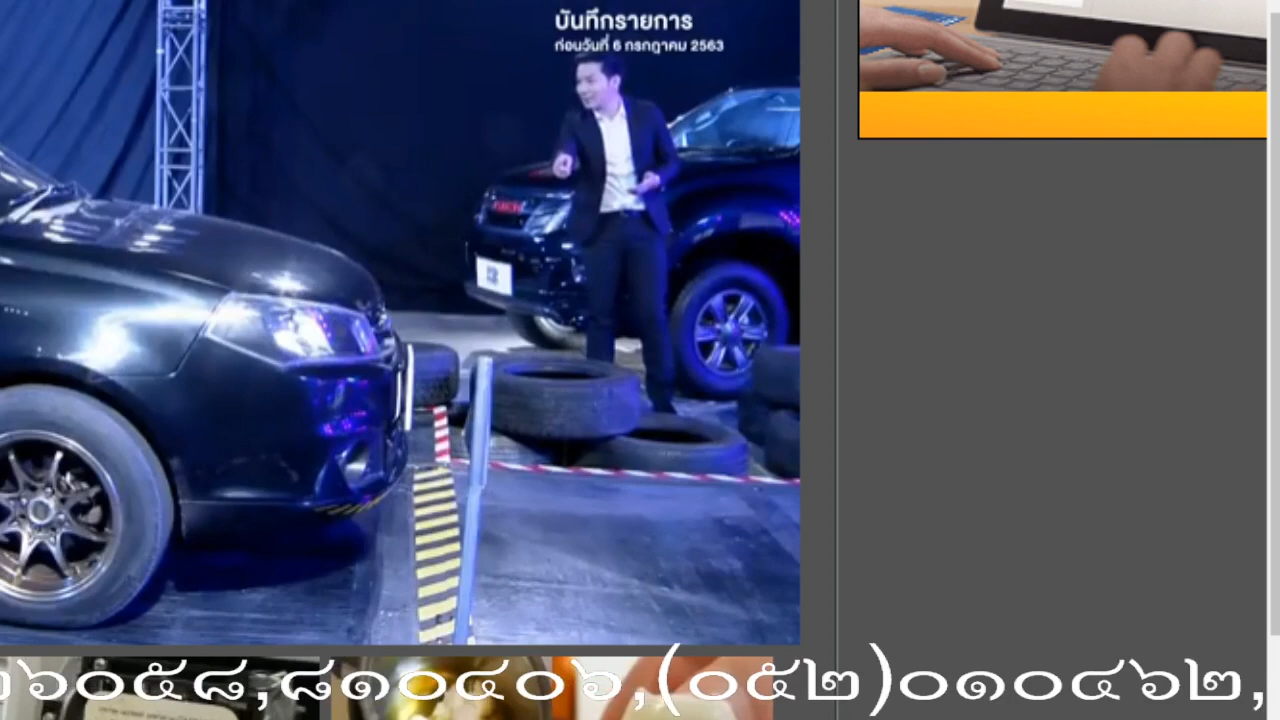 บันทึกรายการ
ก่อนวันที่ 6 กรกฎาคม 2563
๖๐๕๘,๘๑๐๔๐๖,(๐๕๒)๐๑๐๔๖๒,